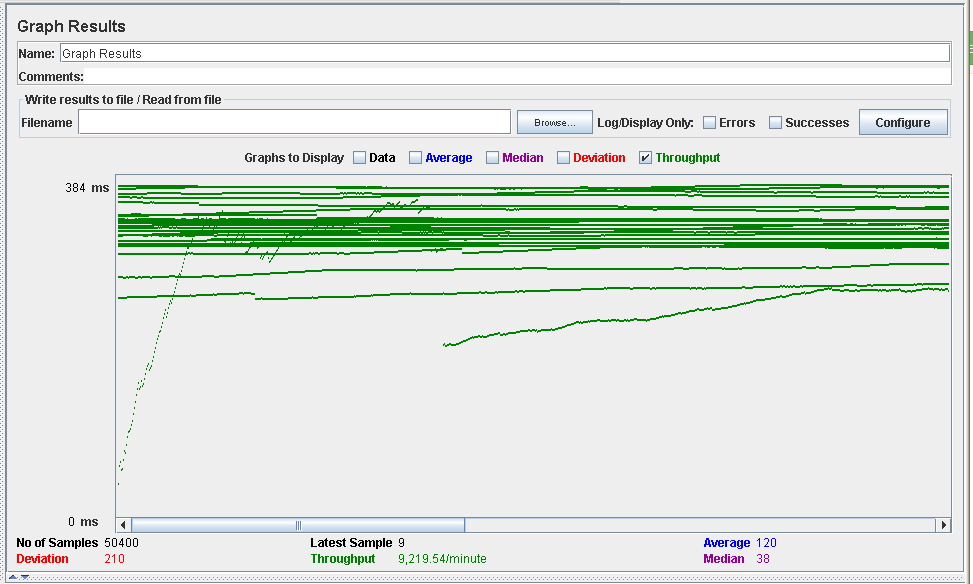 Graph Results
Name: Graph Results
Comments:
Write results to file / Read from file
Filename Browse... Log/Display Only: Errors Successes Configure
Graphs to Display Data Average Median Deviation Throughput
384 ms
0 ms
No of Samples 50400 Latest Sample 9 Average 120
Deviation 210 Throughput 9,219.54/minute Median 38